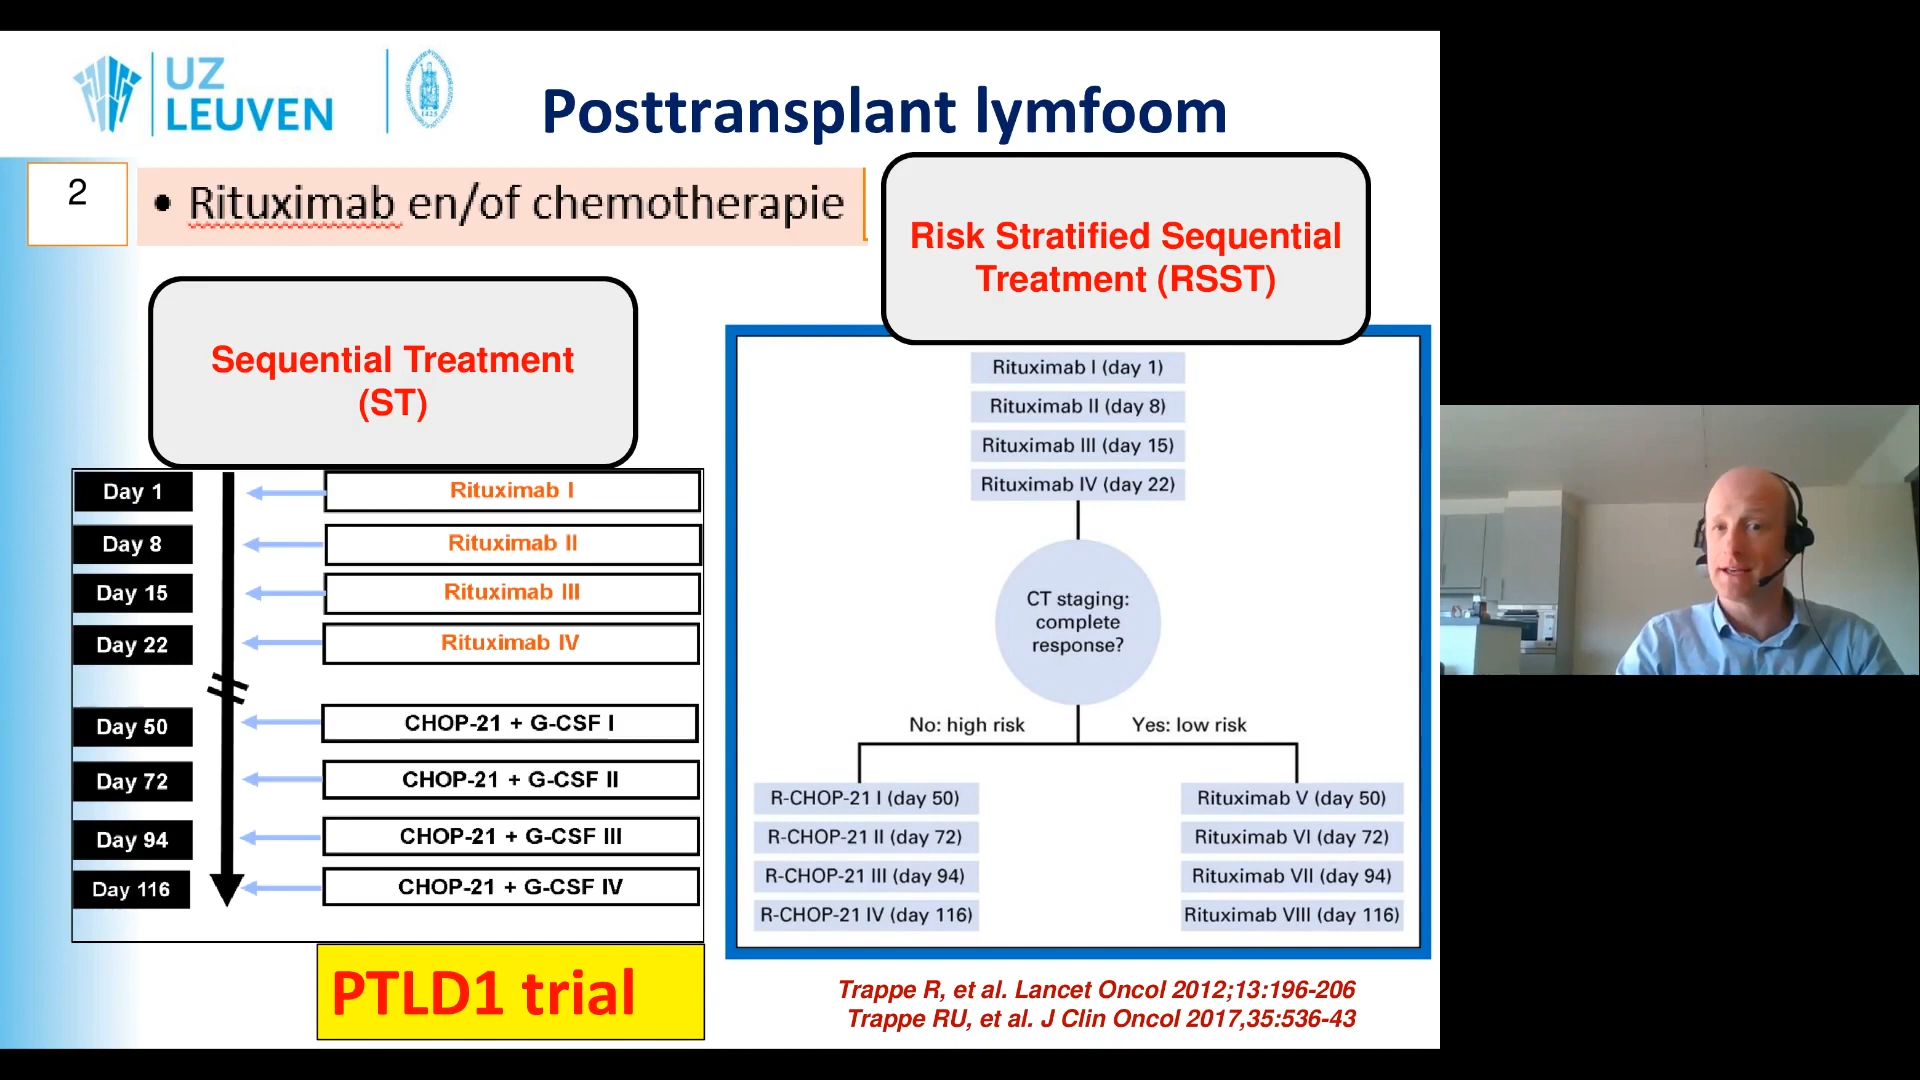 UZ
LEUVEN
1425
Posttransplant lymfoom
2
• Rituximab en/of chemotherapie
Risk Stratified Sequential
Treatment (RSST)
Sequential Treatment
(ST)
Day 1
Rituximab I
Day 8
Rituximab II
Day 15
Rituximab III
Day 22
Rituximab IV
Day 50
CHOP-21 + G-CSF I
Day 72
CHOP-21 + G-CSF II
Day 94
CHOP-21 + G-CSF III
Day 116
CHOP-21 + G-CSF IV
PTLD1 trial
Rituximab I (day 1)
Rituximab II (day 8)
Rituximab III (day 15)
Rituximab IV (day 22)
CT staging:
complete
response?
No: high risk
Yes: low risk
R-CHOP-21 I (day 50)
R-CHOP-21 II (day 72)
R-CHOP-21 III (day 94)
R-CHOP-21 IV (day 116)
Rituximab V (day 50)
Rituximab VI (day 72)
Rituximab VII (day 94)
Rituximab VIII (day 116)
Trappe R, et al. Lancet Oncol 2012;13:196-206
Trappe RU, et al. J Clin Oncol 2017,35:536-43